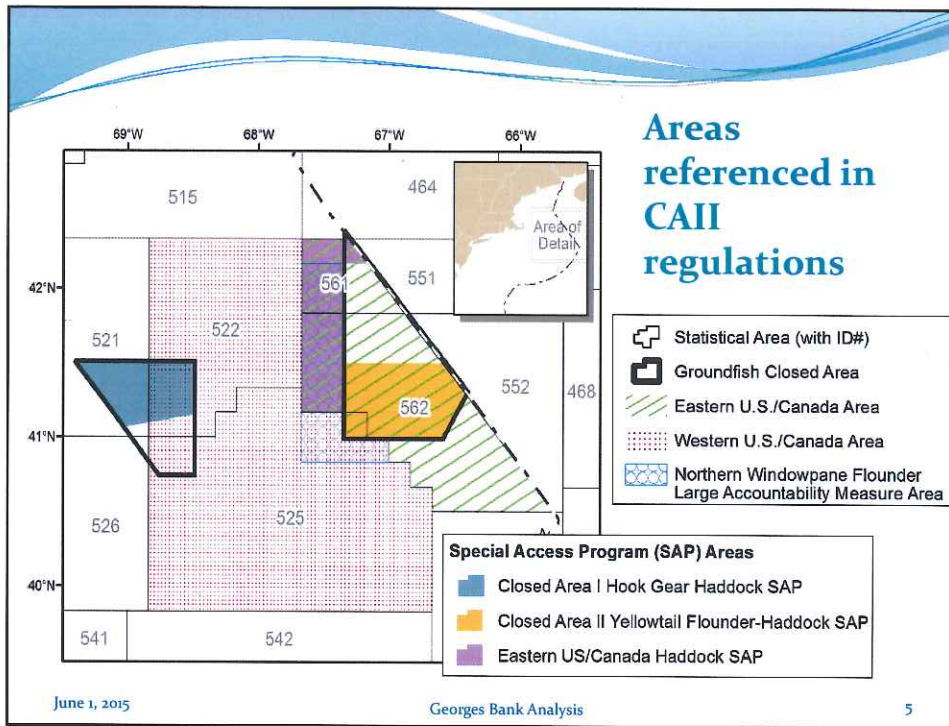 Areas
referenced in
CAII
regulations
69°W 68°W 67°W 66°W
42°N
41°N
40°N
515
464
Area of
Detail
551
561
521
522
552
468
562
526
525
541
542
Statistical Area (with ID#)
Groundfish Closed Area
Eastern U.S./Canada Area
Western U.S./Canada Area
Northern Windowpane Flounder
Large Accountability Measure Area
Special Access Program (SAP) Areas
Closed Area I Hook Gear Haddock SAP
Closed Area II Yellowtail Flounder-Haddock SAP
Eastern US/Canada Haddock SAP
June 1, 2015
Georges Bank Analysis
5